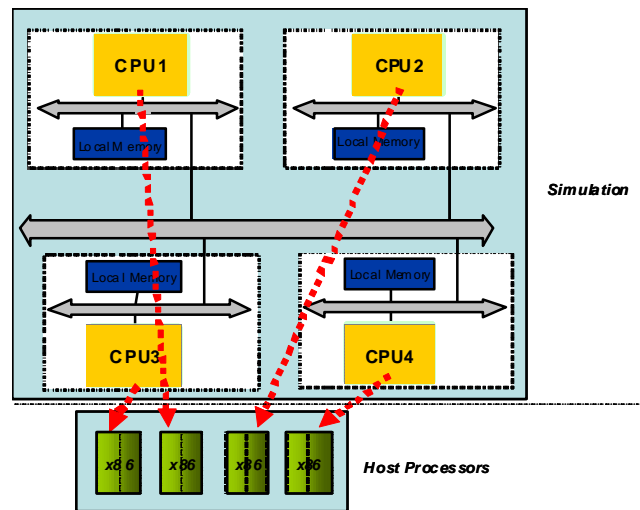 CPU1
CPU2
Local Memory
Local Memory
Simulation
Local Memory
Local Memory
CPU3
CPU4
x86
x86
x86
x86
Host Processors